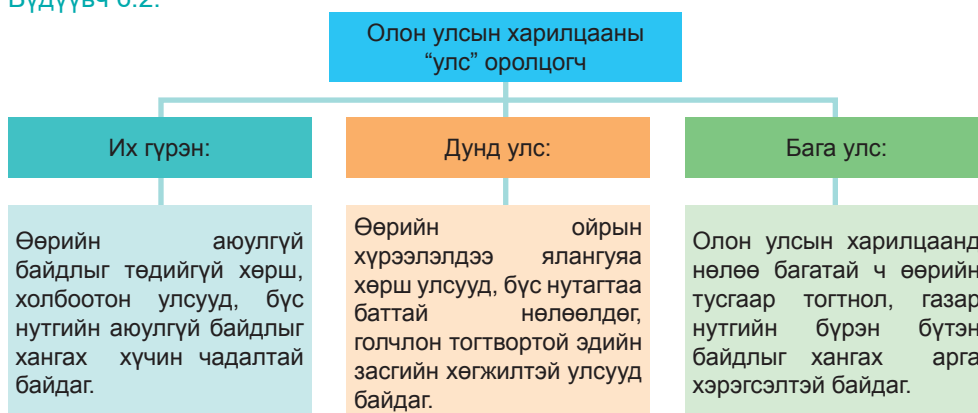 Бүдүүвч 6.2.
Олон улсын харилцааны
“улс” оролцогч
Их гүрэн:
Дунд улс:
Бага улс:
Өөрийн аюулгүй
байдлыг төдийгүй хөрш,
холбоотон улсууд, бүс
нутгийн аюулгүй байдлыг
хангах хүчин чадалтай
байдаг.
Өөрийн ойрын
хүрээлэлдээ ялангуяа
хөрш улсууд, бүс нутагтаа
баттай нөлөөлдөг,
голчлон тогтвортой эдийн
засгийн хөгжилтэй улсууд
байдаг.
Олон улсын харилцаанд
нөлөө багатай ч өөрийн
тусгаар тогтнол, газар
нутгийн бүрэн бүтэн
байдлыг хангах арга
хэрэгсэлтэй байдаг.